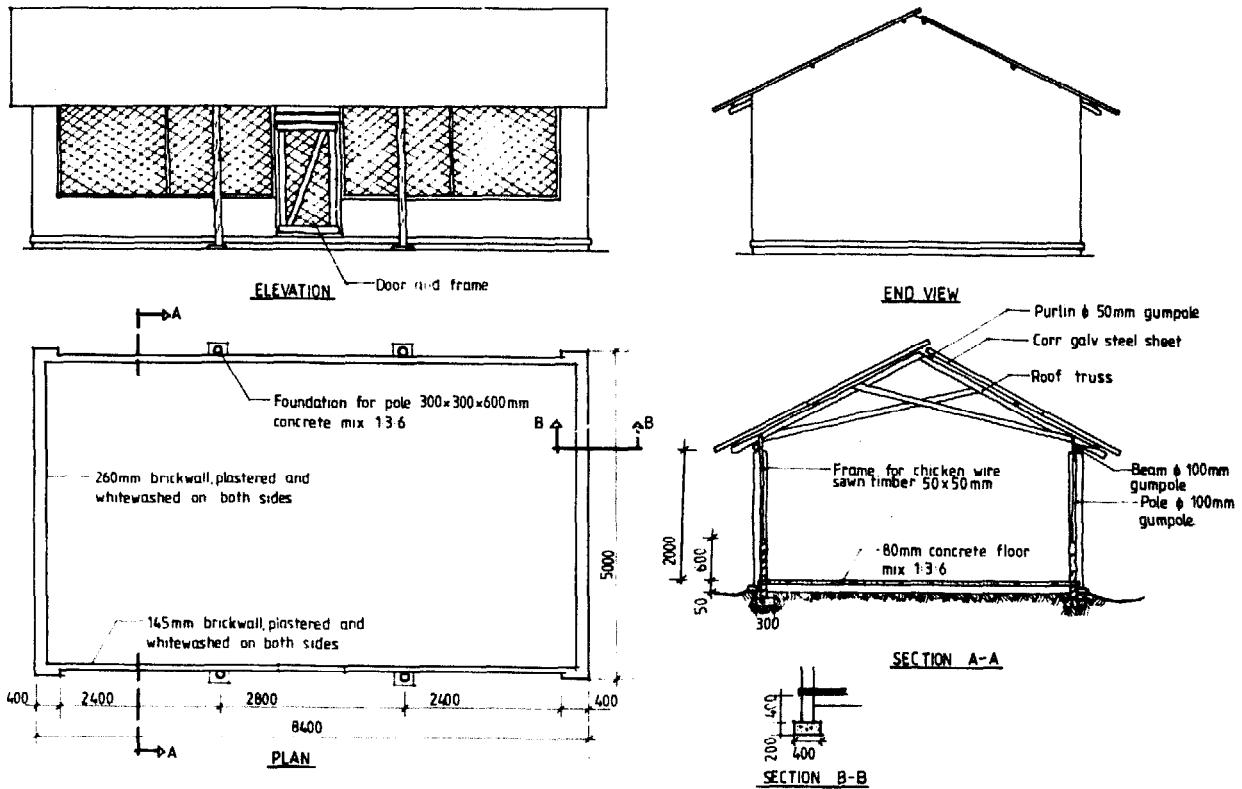 ELEVATION
Door and frame
END VIEW
A
Foundation for pole 300×300×600mm
concrete mix 1:3:6
B
B
260mm brickwall, plastered and
whitewashed on both sides
5000
145mm brickwall, plastered and
whitewashed on both sides
400
2400
2800
2400
400
8400
A
PLAN
Purlin ϕ 50mm gumpole
Corr galv steel sheet
Roof truss
Frame for chicken wire
sawn timber 50×50mm
Beam ϕ 100mm
gumpole
Pole ϕ 100mm
gumpole
2000
600
50
80mm concrete floor
mix 1:3:6
300
SECTION A-A
400
200
400
SECTION B-B